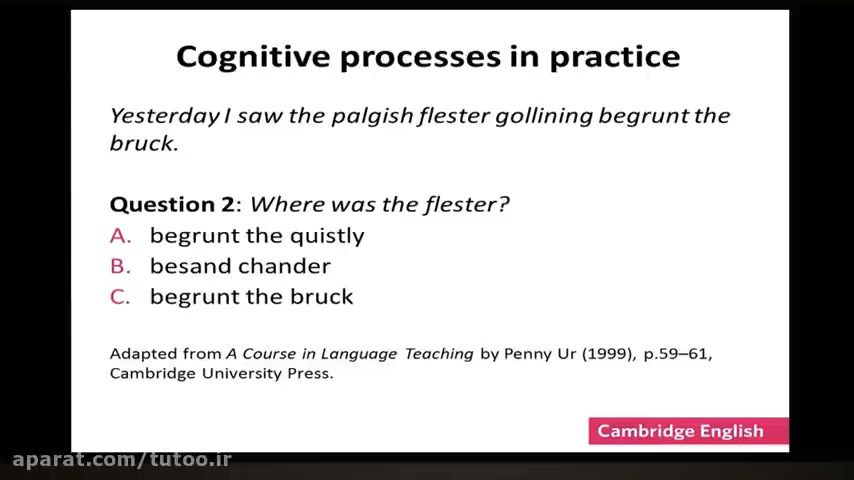 Cognitive processes in practice
Yesterday I saw the palgish flester gollining begrunt the
bruck.
Question 2: Where was the flester?
A. begrunt the quistly
B. besand chander
C. begrunt the bruck
Adapted from A Course in Language Teaching by Penny Ur (1999), p.59–61,
Cambridge University Press.
Cambridge English
aparat.com/tutoo.ir